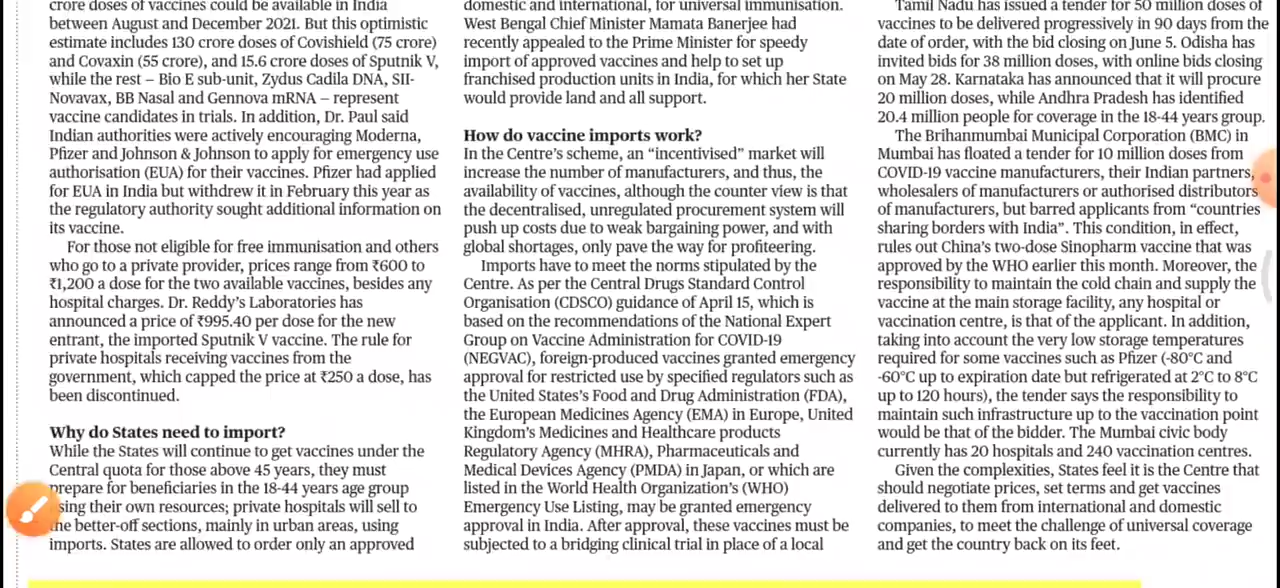 crore doses of vaccines could be available in India
between August and December 2021. But this optimistic
estimate includes 130 crore doses of Covishield (75 crore)
and Covaxin (55 crore), and 15.6 crore doses of Sputnik V,
while the rest – Bio E sub-unit, Zydus Cadila DNA, SII-
Novavax, BB Nasal and Gennova mRNA – represent
vaccine candidates in trials. In addition, Dr. Paul said
Indian authorities were actively encouraging Moderna,
Pfizer and Johnson & Johnson to apply for emergency use
authorisation (EUA) for their vaccines. Pfizer had applied
for EUA in India but withdrew it in February this year as
the regulatory authority sought additional information on
its vaccine.
For those not eligible for free immunisation and others
who go to a private provider, prices range from ₹600 to
₹1,200 a dose for the two available vaccines, besides any
hospital charges. Dr. Reddy's Laboratories has
announced a price of ₹995.40 per dose for the new
entrant, the imported Sputnik V vaccine. The rule for
private hospitals receiving vaccines from the
government, which capped the price at ₹250 a dose, has
been discontinued.
Why do States need to import?
While the States will continue to get vaccines under the
Central quota for those above 45 years, they must
prepare for beneficiaries in the 18-44 years age group
using their own resources; private hospitals will sell to
the better-off sections, mainly in urban areas, using
imports. States are allowed to order only an approved
domestic and international, for universal immunisation.
West Bengal Chief Minister Mamata Banerjee had
recently appealed to the Prime Minister for speedy
import of approved vaccines and help to set up
franchised production units in India, for which her State
would provide land and all support.
How do vaccine imports work?
In the Centre's scheme, an “incentivised” market will
increase the number of manufacturers, and thus, the
availability of vaccines, although the counter view is that
the decentralised, unregulated procurement system will
push up costs due to weak bargaining power, and with
global shortages, only pave the way for profiteering.
Imports have to meet the norms stipulated by the
Centre. As per the Central Drugs Standard Control
Organisation (CDSCO) guidance of April 15, which is
based on the recommendations of the National Expert
Group on Vaccine Administration for COVID-19
(NEGVAC), foreign-produced vaccines granted emergency
approval for restricted use by specified regulators such as
the United States's Food and Drug Administration (FDA),
the European Medicines Agency (EMA) in Europe, United
Kingdom's Medicines and Healthcare products
Regulatory Agency (MHRA), Pharmaceuticals and
Medical Devices Agency (PMDA) in Japan, or which are
listed in the World Health Organization's (WHO)
Emergency Use Listing, may be granted emergency
approval in India. After approval, these vaccines must be
subjected to a bridging clinical trial in place of a local
Tamil Nadu has issued a tender for 50 million doses of
vaccines to be delivered progressively in 90 days from the
date of order, with the bid closing on June 5. Odisha has
invited bids for 38 million doses, with online bids closing
on May 28. Karnataka has announced that it will procure
20 million doses, while Andhra Pradesh has identified
20.4 million people for coverage in the 18-44 years group.
The Brihanmumbai Municipal Corporation (BMC) in
Mumbai has floated a tender for 10 million doses from
COVID-19 vaccine manufacturers, their Indian partners,
wholesalers of manufacturers or authorised distributors
of manufacturers, but barred applicants from “countries
sharing borders with India”. This condition, in effect,
rules out China's two-dose Sinopharm vaccine that was
approved by the WHO earlier this month. Moreover, the
responsibility to maintain the cold chain and supply the
vaccine at the main storage facility, any hospital or
vaccination centre, is that of the applicant. In addition,
taking into account the very low storage temperatures
required for some vaccines such as Pfizer (-80°C and
-60°C up to expiration date but refrigerated at 2°C to 8°C
up to 120 hours), the tender says the responsibility to
maintain such infrastructure up to the vaccination point
would be that of the bidder. The Mumbai civic body
currently has 20 hospitals and 240 vaccination centres.
Given the complexities, States feel it is the Centre that
should negotiate prices, set terms and get vaccines
delivered to them from international and domestic
companies, to meet the challenge of universal coverage
and get the country back on its feet.